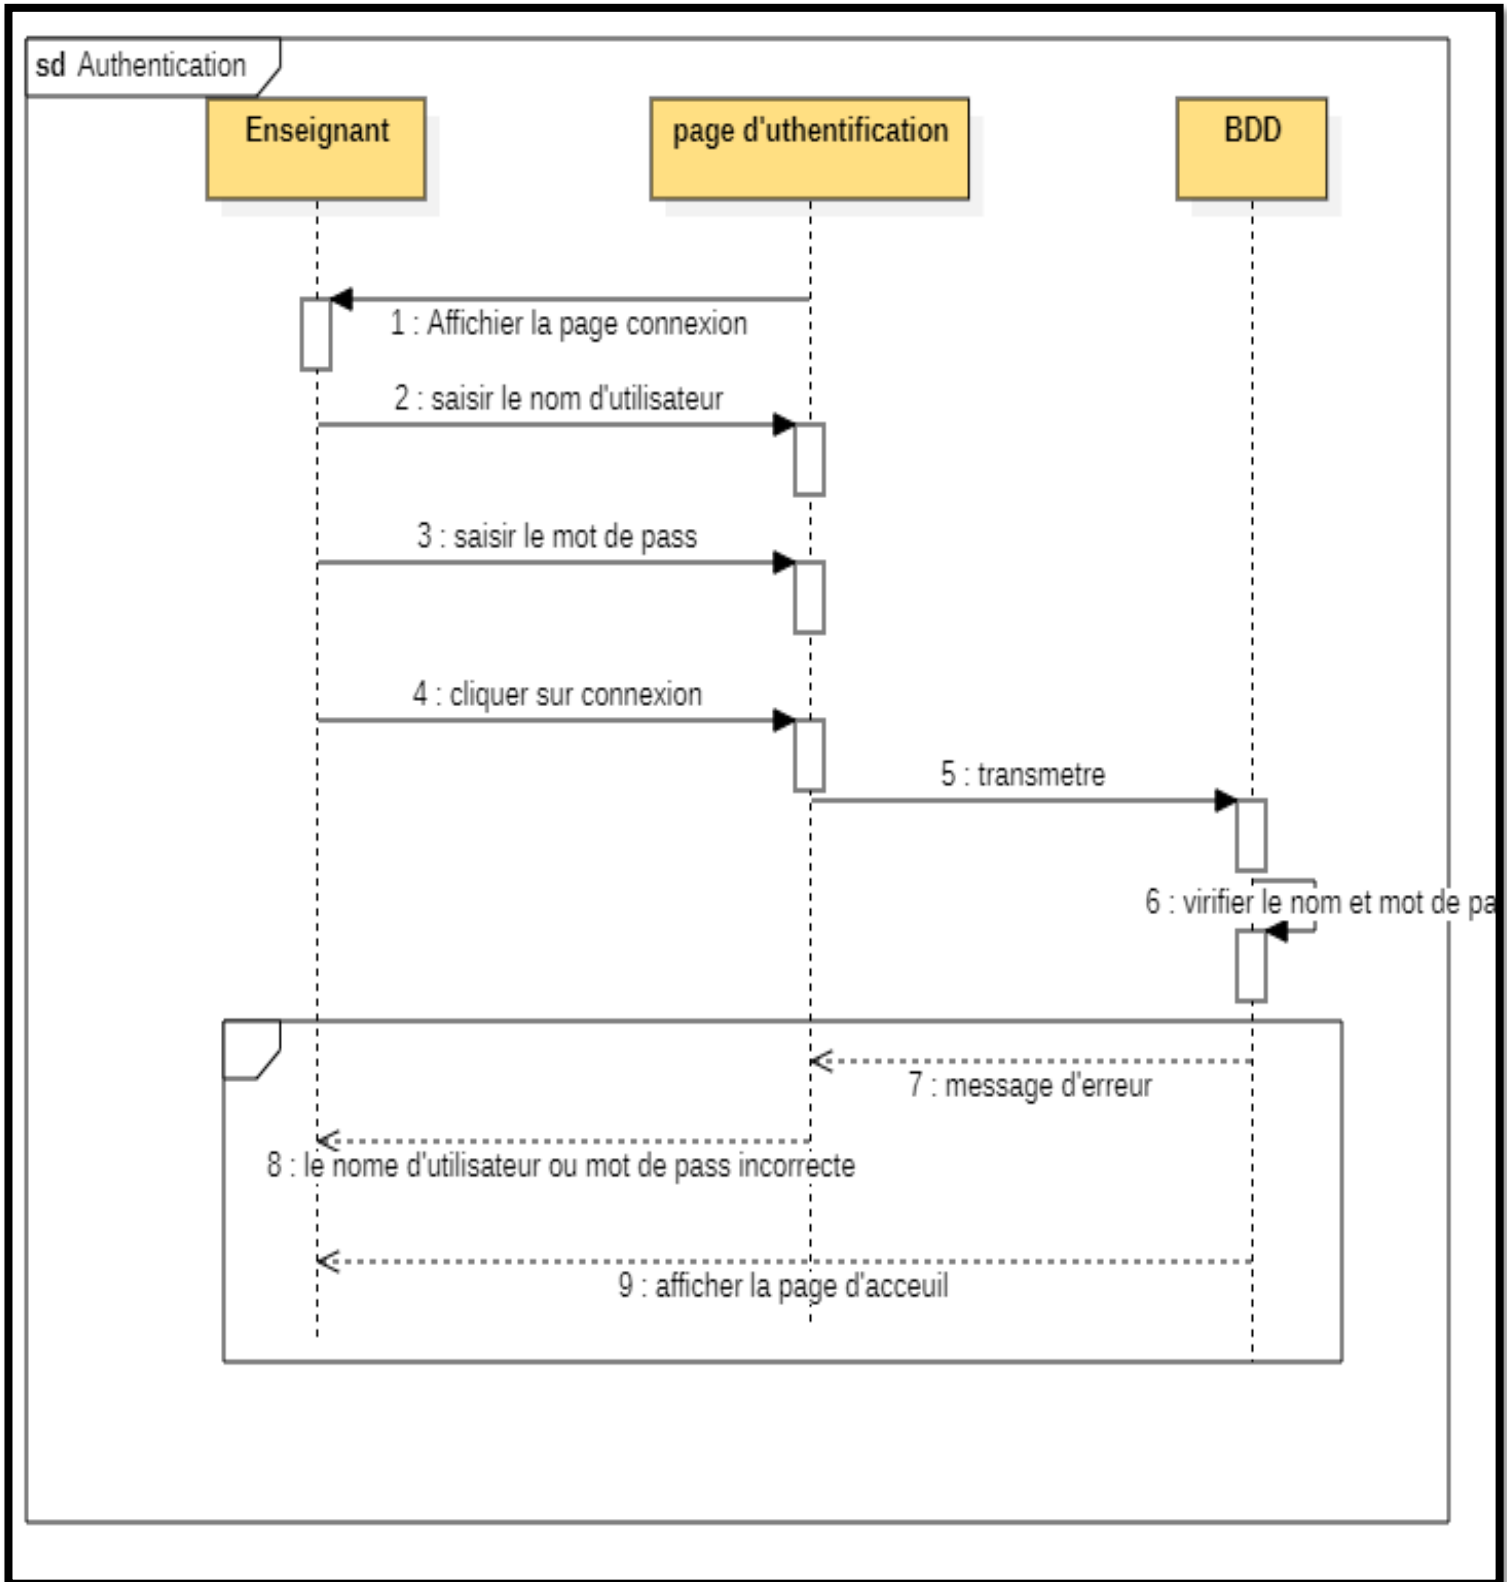 sd Authentication
Enseignant
page d'uthentification
BDD
1 : Affichier la page connexion
2 : saisir le nom d'utilisateur
3 : saisir le mot de pass
4 : cliquer sur connexion
5 : transmetre
6 : virifier le nom et mot de pa
7 : message d'erreur
8 : le nome d'utilisateur ou mot de pass incorrecte
9 : afficher la page d'acceuil